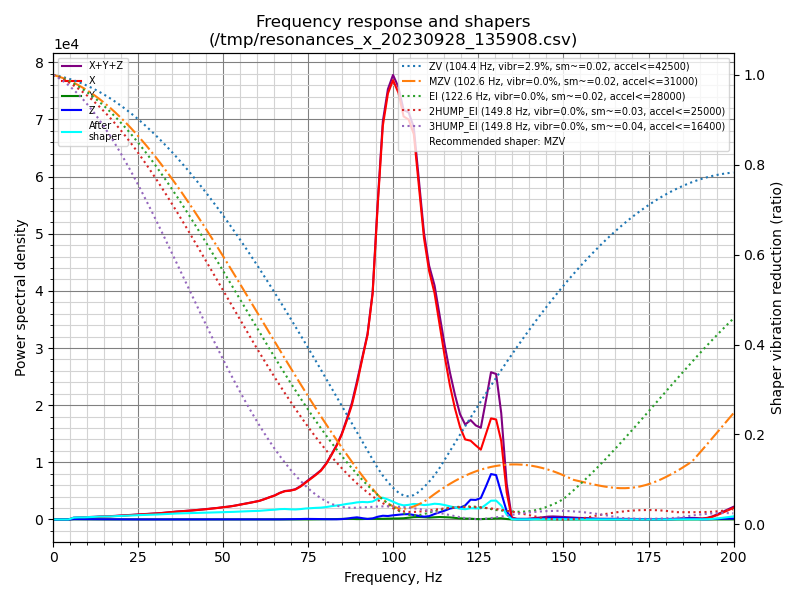 Frequency response and shapers
(/tmp/resonances_x_20230928_135908.csv)
1e4
X+Y+Z
X
Y
Z
After
shaper
ZV (104.4 Hz, vibr=2.9%, sm~=0.02, accel<=42500)
MZV (102.6 Hz, vibr=0.0%, sm~=0.02, accel<=31000)
EI (122.6 Hz, vibr=0.0%, sm~=0.02, accel<=28000)
2HUMP_EI (149.8 Hz, vibr=0.0%, sm~=0.03, accel<=25000)
3HUMP_EI (149.8 Hz, vibr=0.0%, sm~=0.04, accel<=16400)
Recommended shaper: MZV
8
7
6
5
4
3
2
1
0
Power spectral density
1.0
0.8
0.6
0.4
0.2
0.0
Shaper vibration reduction (ratio)
0 25 50 75 100 125 150 175 200
Frequency, Hz